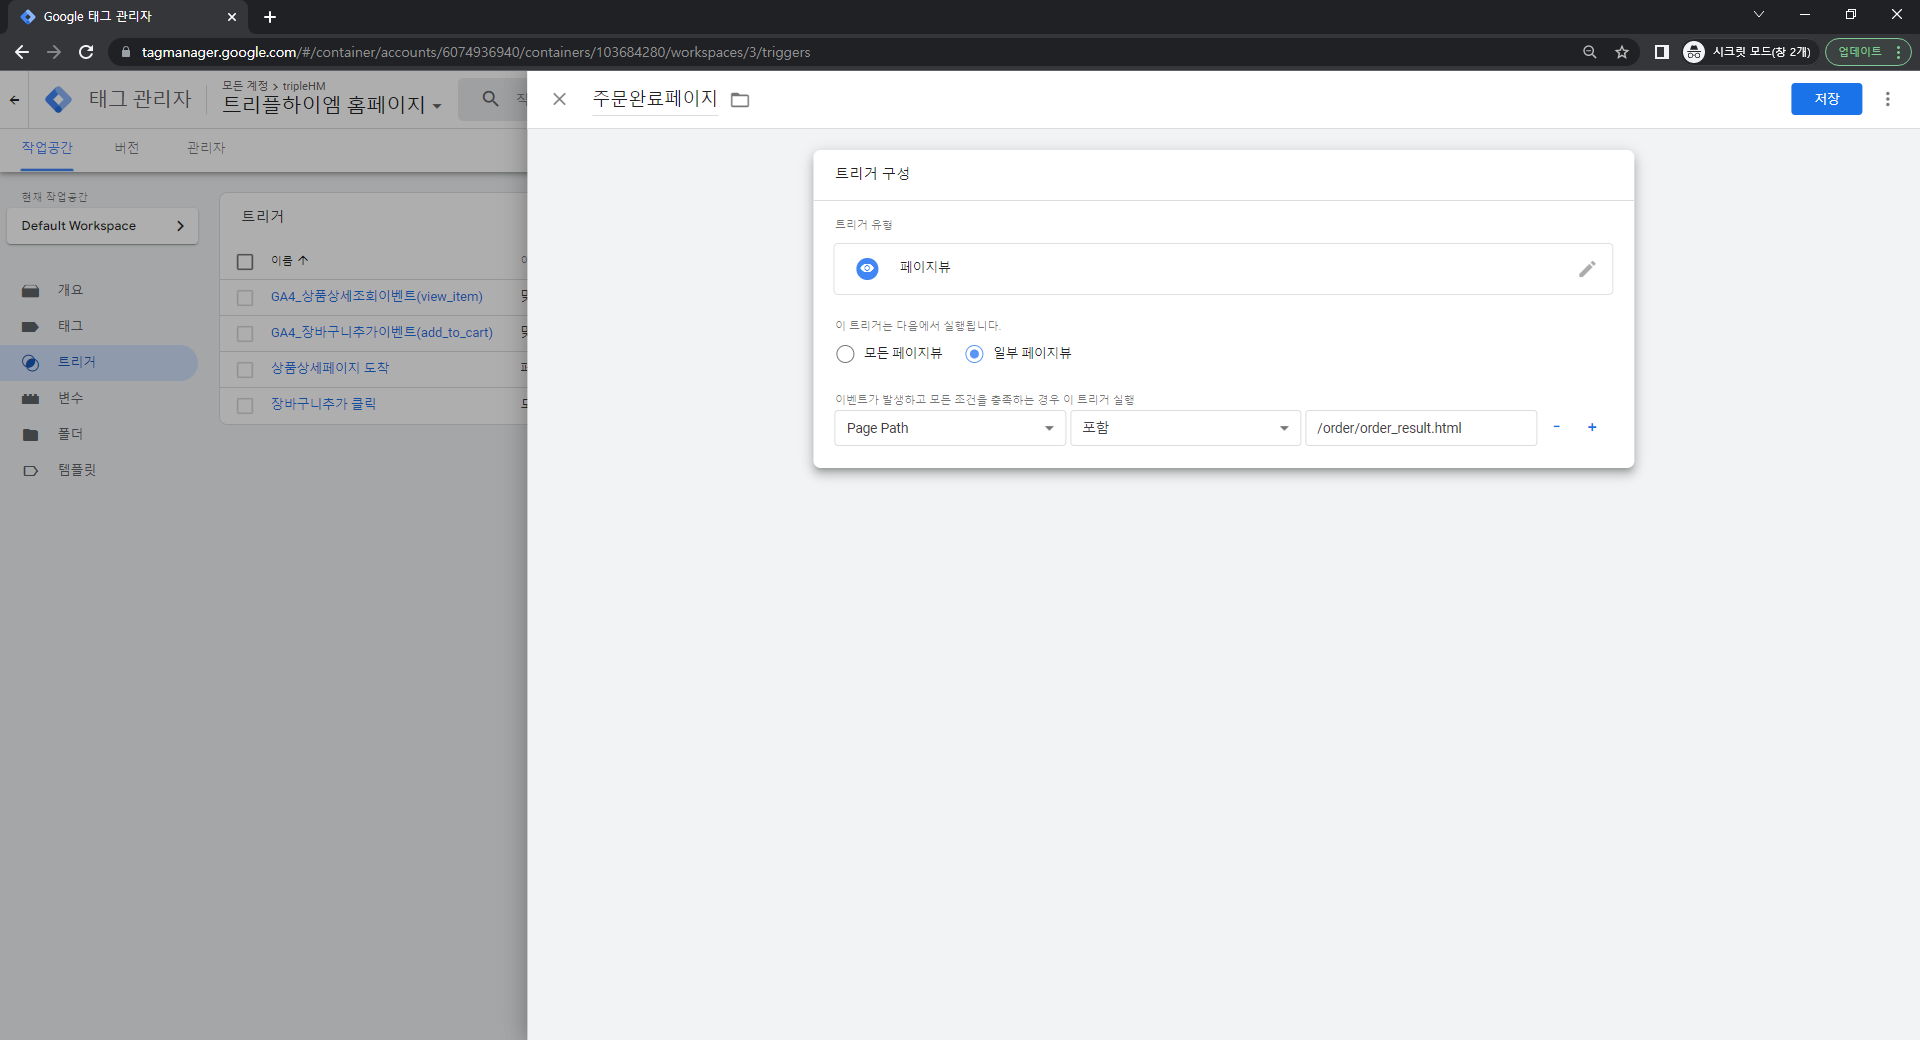 Google 태그 관리자
tagmanager.google.com/#/container/accounts/6074936940/containers/103684280/workspaces/3/triggers
시크릿 모드(창 2개)
업데이트
태그 관리자
모든 계정 > tripleHM
트리플하이엠 홈페이지
주문완료페이지
저장
작업공간
버전
관리자
현재 작업공간
Default Workspace
개요
태그
트리거
변수
폴더
템플릿
트리거
이름
GA4_상품상세조회이벤트(view_item)
GA4_장바구니추가이벤트(add_to_cart)
상품상세페이지 도착
장바구니추가 클릭
트리거 구성
트리거 유형
페이지뷰
이 트리거는 다음에서 실행됩니다.
모든 페이지뷰
일부 페이지뷰
이벤트가 발생하고 모든 조건을 충족하는 경우 이 트리거 실행
Page Path
포함
/order/order_result.html
-
+